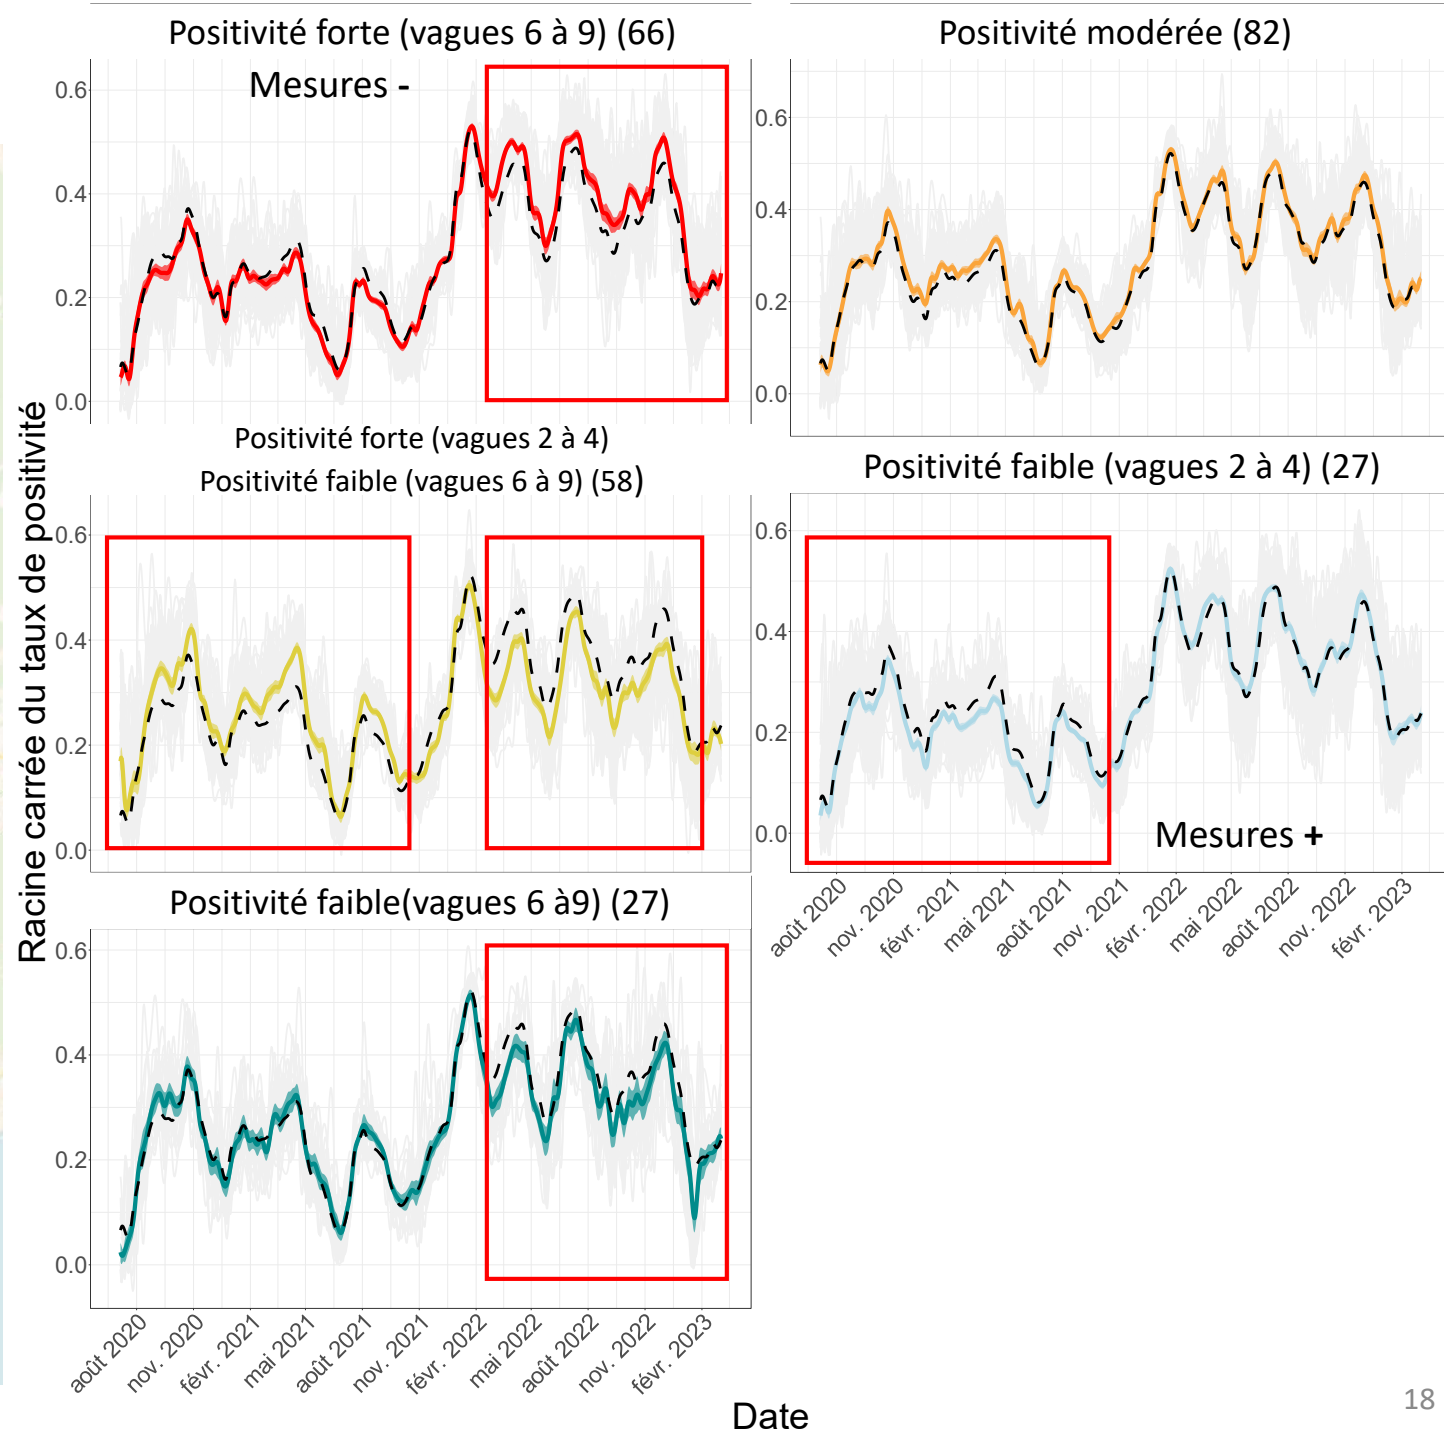 Positivité forte (vagues 6 à 9) (66)
Mesures -
0.6
0.4
0.2
0.0
Positivité modérée (82)
0.6
0.4
0.2
0.0
Racine carrée du taux de positivité
Positivité forte (vagues 2 à 4)
Positivité faible (vagues 6 à 9) (58)
0.6
0.4
0.2
0.0
Positivité faible (vagues 2 à 4) (27)
0.6
0.4
0.2
0.0
Mesures +
août 2020
nov. 2020
févr. 2021
mai 2021
août 2021
nov. 2021
févr. 2022
mai 2022
août 2022
nov. 2022
févr. 2023
Positivité faible(vagues 6 à9) (27)
0.6
0.4
0.2
0.0
août 2020
nov. 2020
févr. 2021
mai 2021
août 2021
nov. 2021
févr. 2022
mai 2022
août 2022
nov. 2022
févr. 2023
Date
18